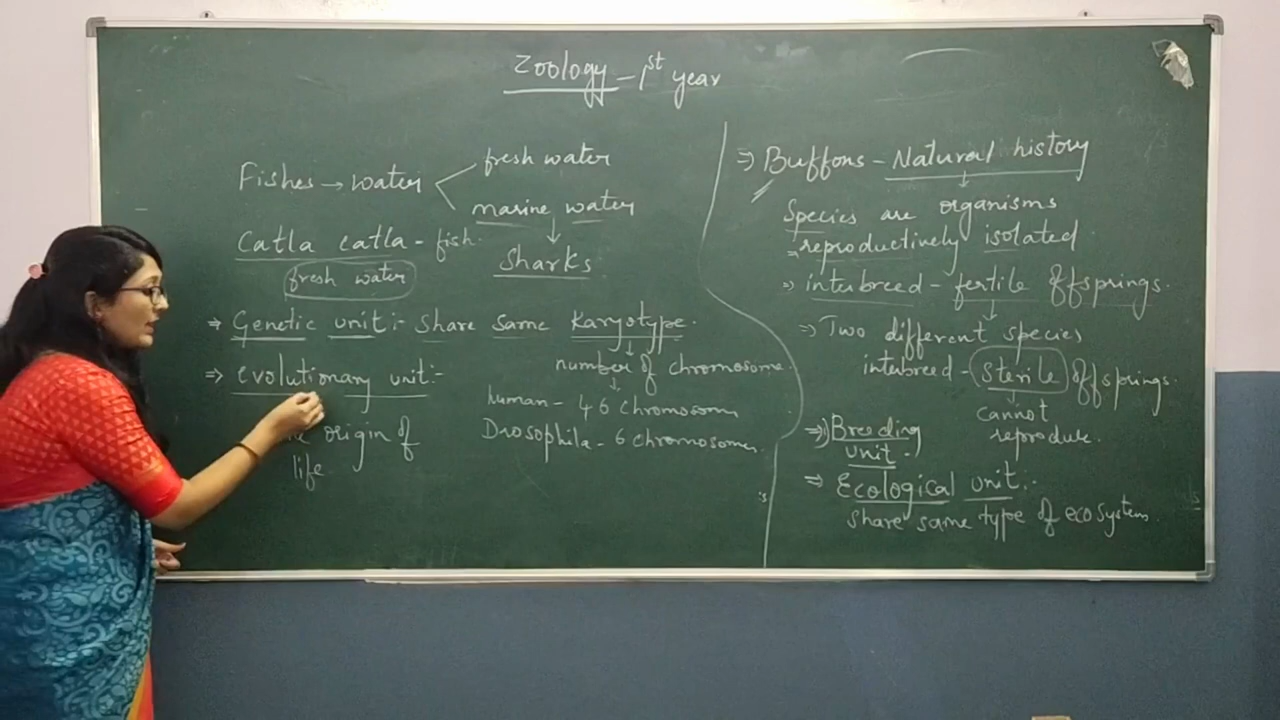 Zoology - 1st year
Fishes → water
fresh water
marine water
Catla catla - fish.
fresh water
Sharks
⇒ Genetic unit:- Share same Karyotype.
number of chromosome.
human - 46 chromosom
Drosophila - 6 chromosomes.
⇒ Evolutionary unit:-
origin of
life
⇒ Buffons - Natural history
Species are organisms
reproductively isolated
⇒ interbreed - fertile offsprings.
⇒ Two different species
interbreed - Sterile offsprings.
cannot
reproduce.
⇒ Breeding
unit -
⇒ Ecological unit:-
Share same type of ecosystem.